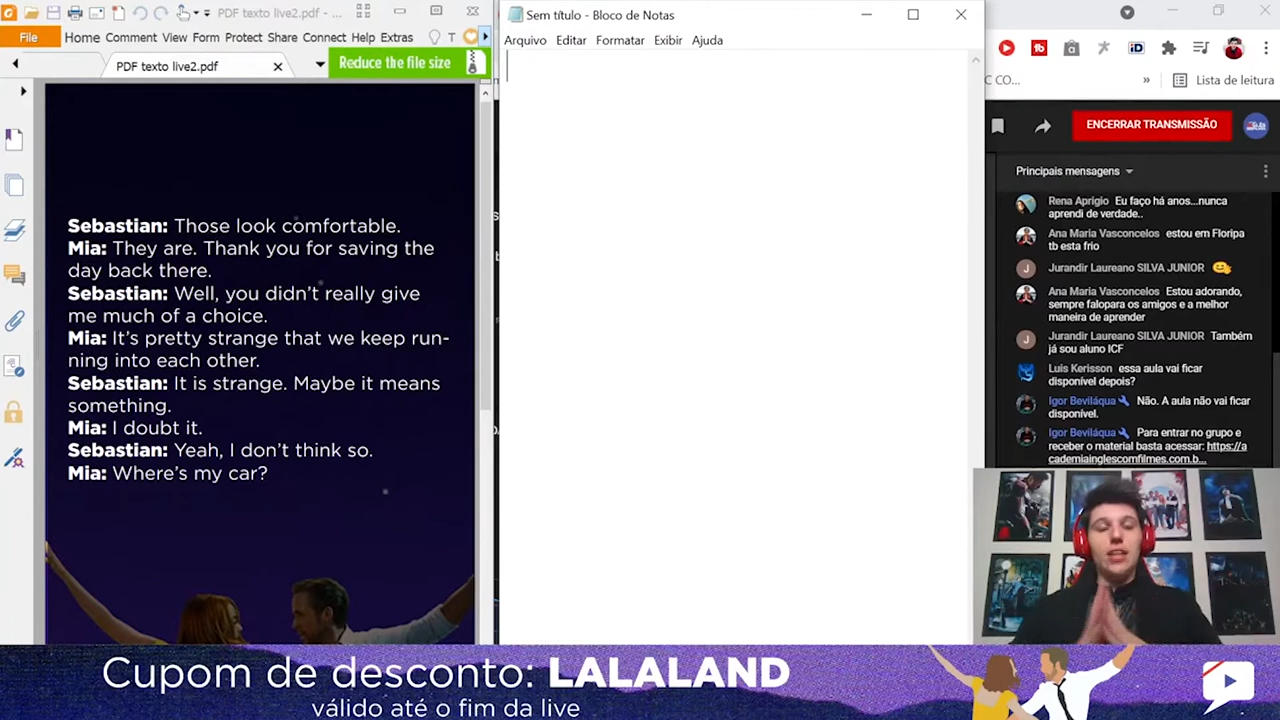 PDF texto live2.pdf - ...
File Home Comment View Form Protect Share Connect Help Extras
PDF texto live2.pdf
Reduce the file size
Sebastian: Those look comfortable.
Mia: They are. Thank you for saving the
day back there.
Sebastian: Well, you didn't really give
me much of a choice.
Mia: It's pretty strange that we keep run-
ning into each other.
Sebastian: It is strange. Maybe it means
something.
Mia: I doubt it.
Sebastian: Yeah, I don't think so.
Mia: Where's my car?
Sem título - Bloco de Notas
Arquivo Editar Formatar Exibir Ajuda
C CO...
»
Lista de leitura
ENCERRAR TRANSMISSÃO
Principais mensagens
Rena Aprigio Eu faço há anos...nunca
aprendi de verdade..
Ana Maria Vasconcelos estou em Floripa
tb esta frio
Jurandir Laureano SILVA JUNIOR
Ana Maria Vasconcelos Estou adorando,
sempre falopara os amigos e a melhor
maneira de aprender
Jurandir Laureano SILVA JUNIOR Também
já sou aluno ICF
Luis Kerisson essa aula vai ficar
disponível depois?
Igor Beviláqua Não. A aula não vai ficar
disponível.
Igor Beviláqua Para entrar no grupo e
receber o material basta acessar: https://a
cademiainglescomfilmes.com.b...
Cupom de desconto: LALALAND
válido até o fim da live